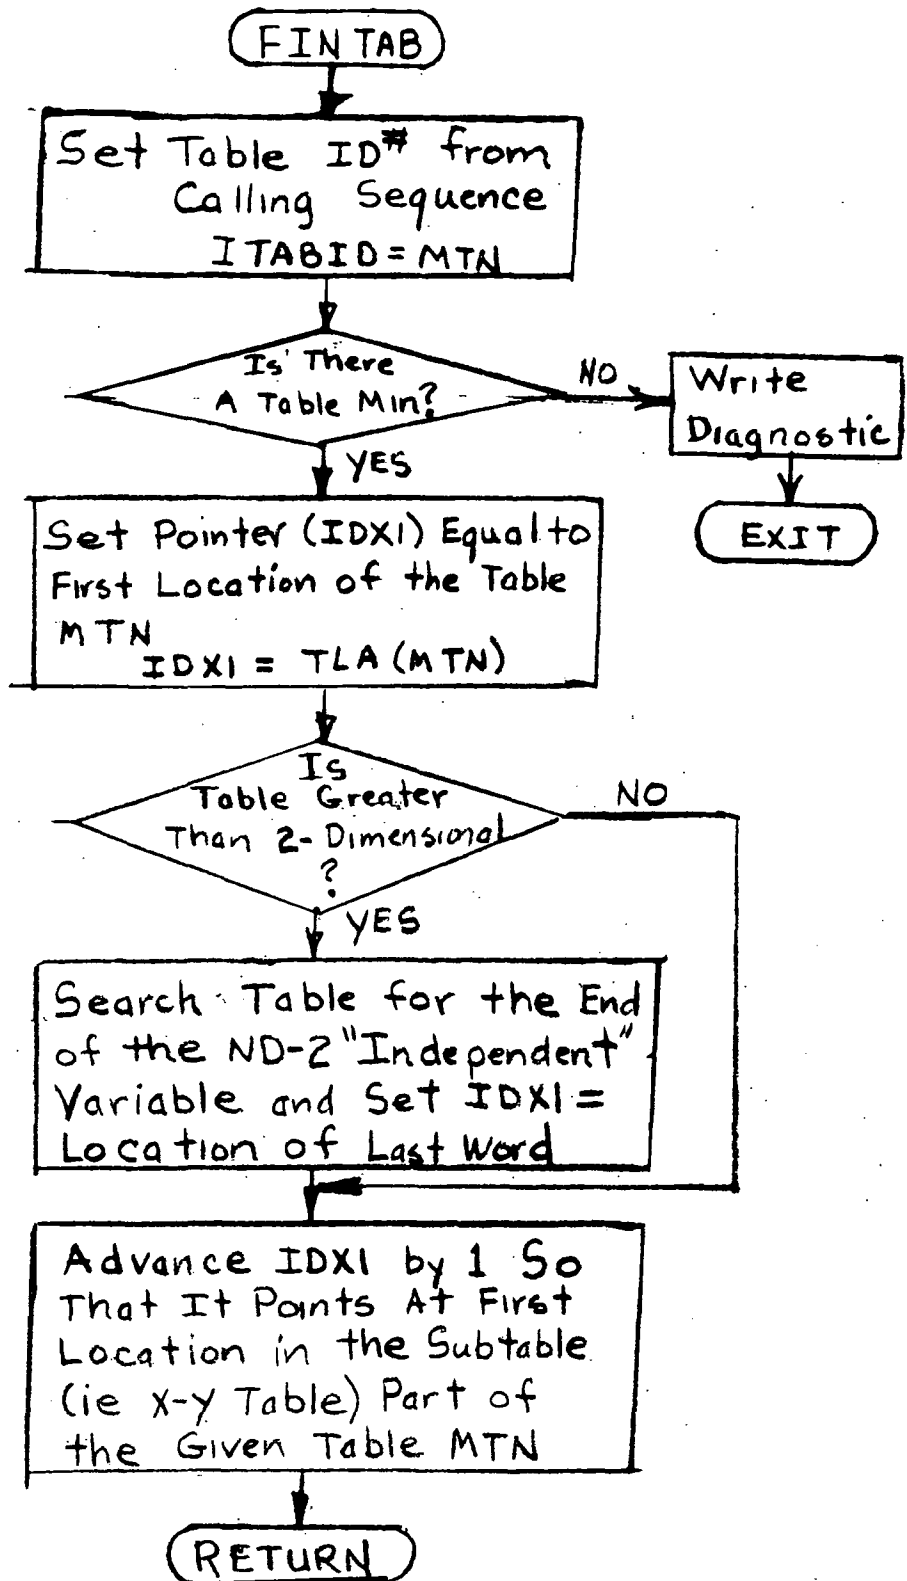 FINTAB
Set Table ID# from
Calling Sequence
ITABID = MTN
Is There
A Table Min?
NO
Write
Diagnostic
EXIT
YES
Set Pointer (IDX1) Equal to
First Location of the Table
MTN
IDX1 = TLA (MTN)
Is
Table Greater
Than 2-Dimensional
?
NO
YES
Search Table for the End
of the ND-2 "Independent"
Variable and Set IDX1 =
Location of Last Word
Advance IDX1 by 1 So
That It Points At First
Location in the Subtable
(ie X-Y Table) Part of
the Given Table MTN
RETURN